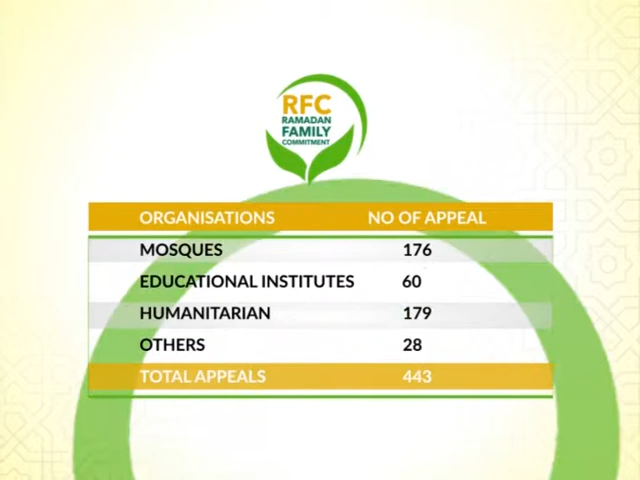 RFC
RAMADAN
FAMILY
COMMITMENT
ORGANISATIONS NO OF APPEAL
MOSQUES 176
EDUCATIONAL INSTITUTES 60
HUMANITARIAN 179
OTHERS 28
TOTAL APPEALS 443